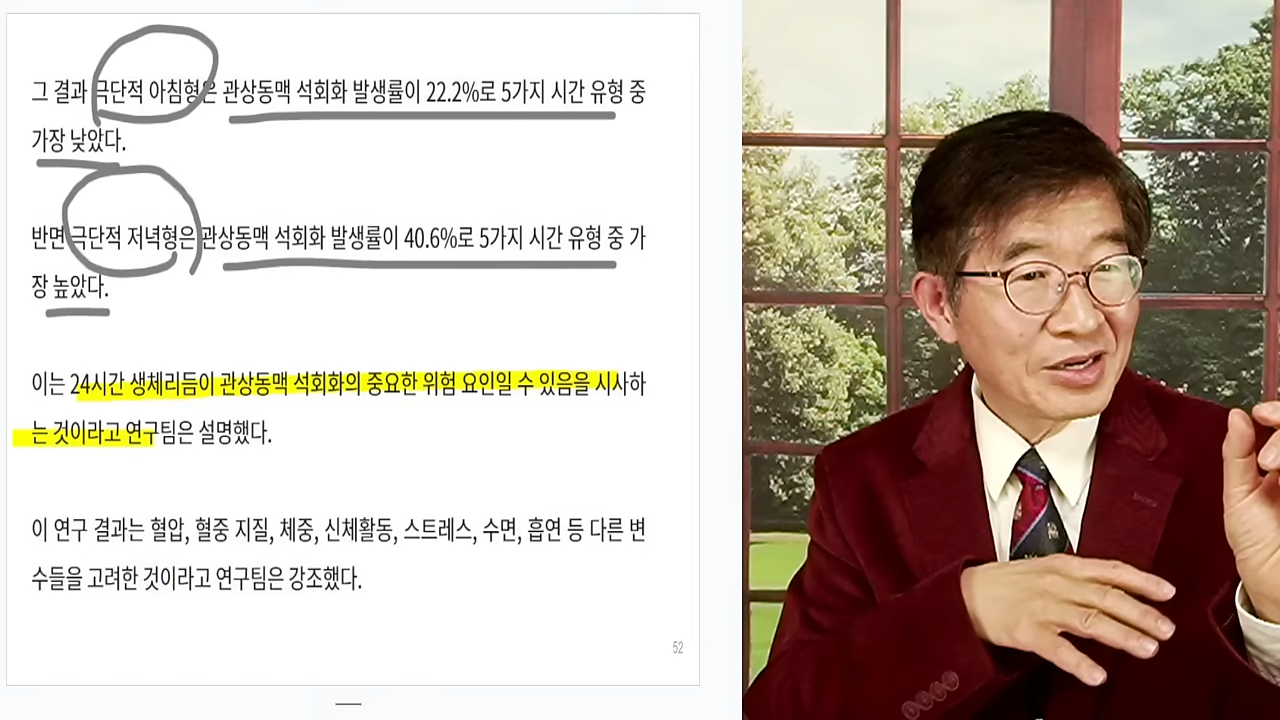 그 결과 극단적 아침형은 관상동맥 석회화 발생률이 22.2%로 5가지 시간 유형 중
가장 낮았다.
반면 극단적 저녁형은 관상동맥 석회화 발생률이 40.6%로 5가지 시간 유형 중 가
장 높았다.
이는 24시간 생체리듬이 관상동맥 석회화의 중요한 위험 요인일 수 있음을 시사하
는 것이라고 연구팀은 설명했다.
이 연구 결과는 혈압, 혈중 지질, 체중, 신체활동, 스트레스, 수면, 흡연 등 다른 변
수들을 고려한 것이라고 연구팀은 강조했다.
52